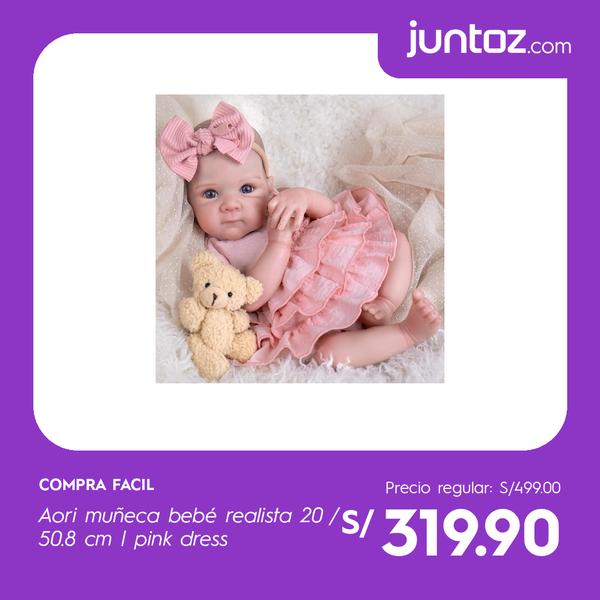 juntoz.com
COMPRA FACIL
Precio regular: S/499.00
Aori muñeca bebé realista 20 /
50.8 cm | pink dress
S/ 319.90